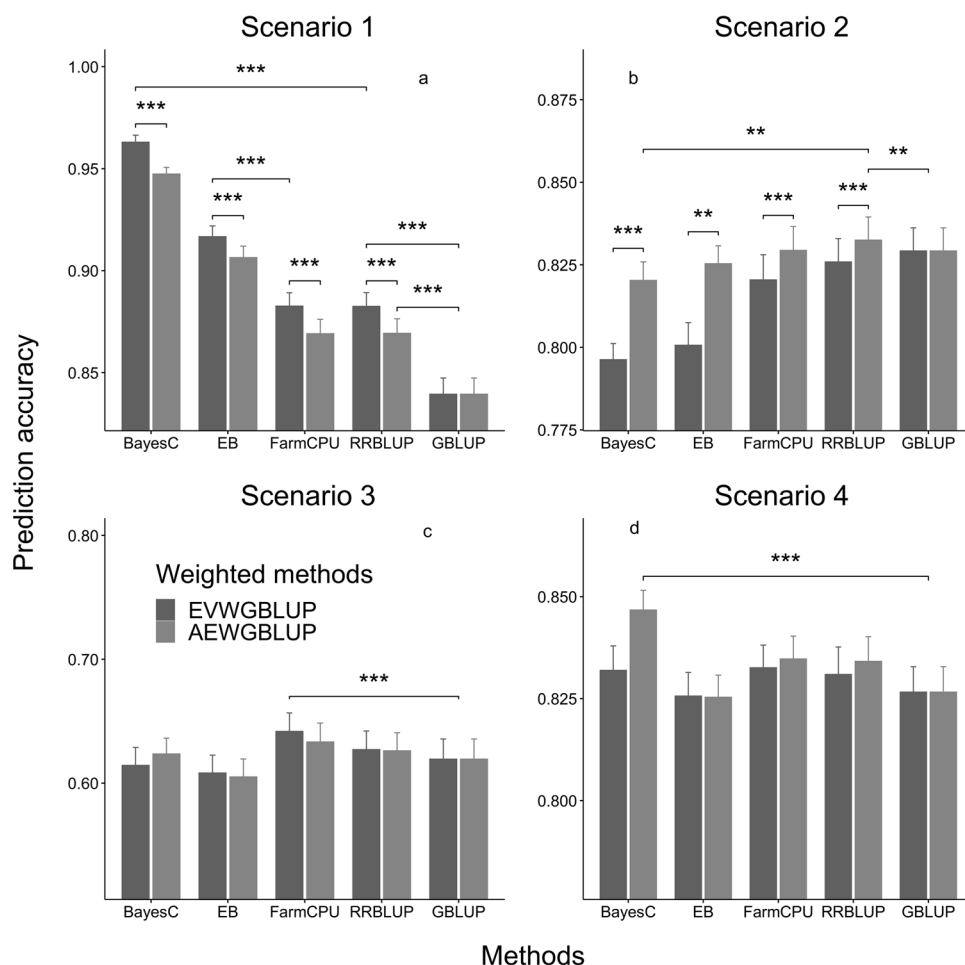 Scenario 1
a
1.00
0.95
0.90
0.85
***
***
***
***
***
***
***
***
BayesC EB FarmCPU RRBLUP GBLUP
Scenario 2
b
0.875
0.850
0.825
0.800
0.775
**
**
***
**
***
***
BayesC EB FarmCPU RRBLUP GBLUP
Prediction accuracy
Scenario 3
c
0.80
0.70
0.60
Weighted methods
EVWGBLUP
AEWGBLUP
***
BayesC EB FarmCPU RRBLUP GBLUP
Scenario 4
d
0.850
0.825
0.800
***
BayesC EB FarmCPU RRBLUP GBLUP
Methods